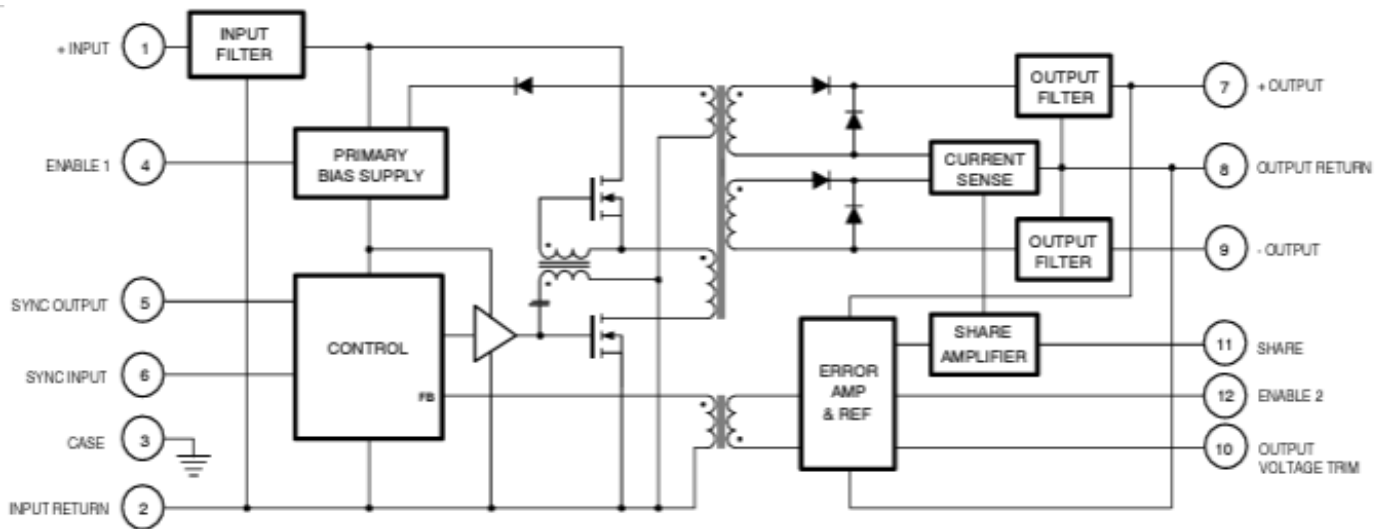 + INPUT
1
INPUT
FILTER
ENABLE 1
4
PRIMARY
BIAS SUPPLY
SYNC OUTPUT
5
CONTROL
FB
SYNC INPUT
6
CASE
3
INPUT RETURN
2
OUTPUT
FILTER
7
+ OUTPUT
CURRENT
SENSE
8
OUTPUT RETURN
OUTPUT
FILTER
9
- OUTPUT
ERROR
AMP
& REF
SHARE
AMPLIFIER
11
SHARE
12
ENABLE 2
10
OUTPUT
VOLTAGE TRIM